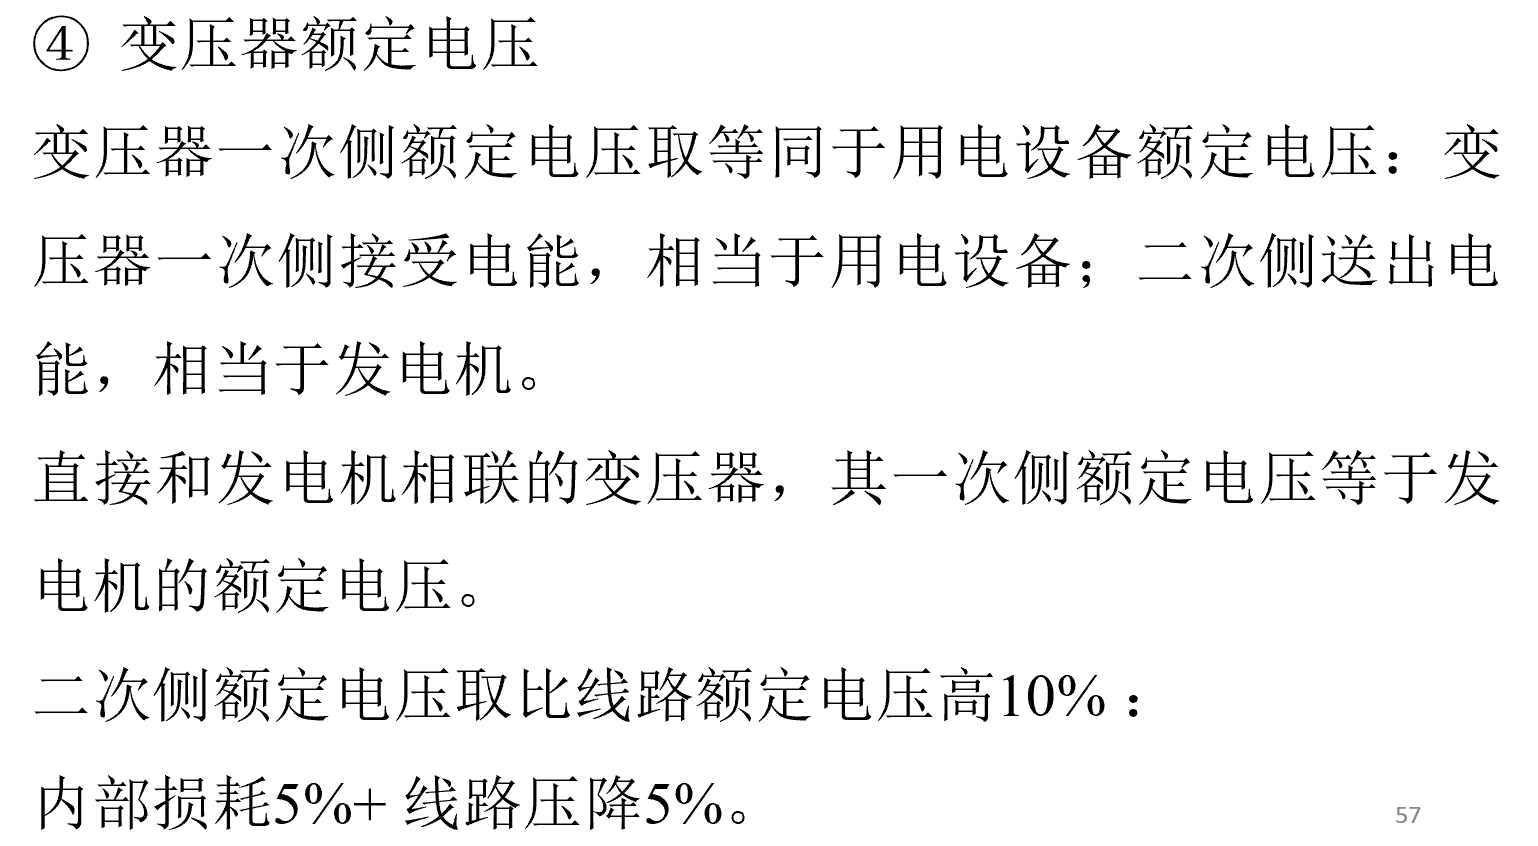 ④ 变压器额定电压
变压器一次侧额定电压取等同于用电设备额定电压：变
压器一次侧接受电能，相当于用电设备；二次侧送出电
能，相当于发电机。
直接和发电机相联的变压器，其一次侧额定电压等于发
电机的额定电压。
二次侧额定电压取比线路额定电压高10%：
内部损耗5%+ 线路压降5%。
57